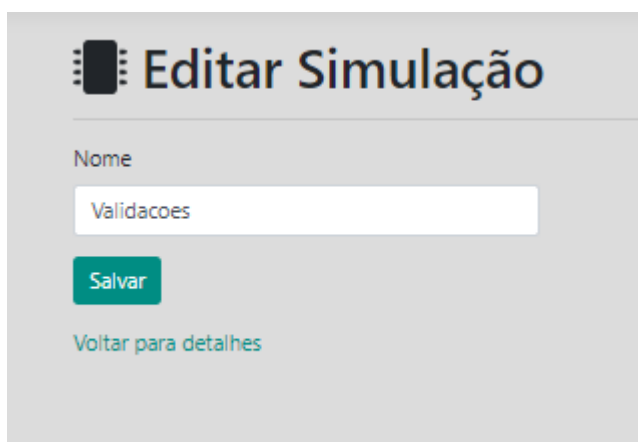 Editar Simulação
Nome
Validacoes
Salvar
Voltar para detalhes